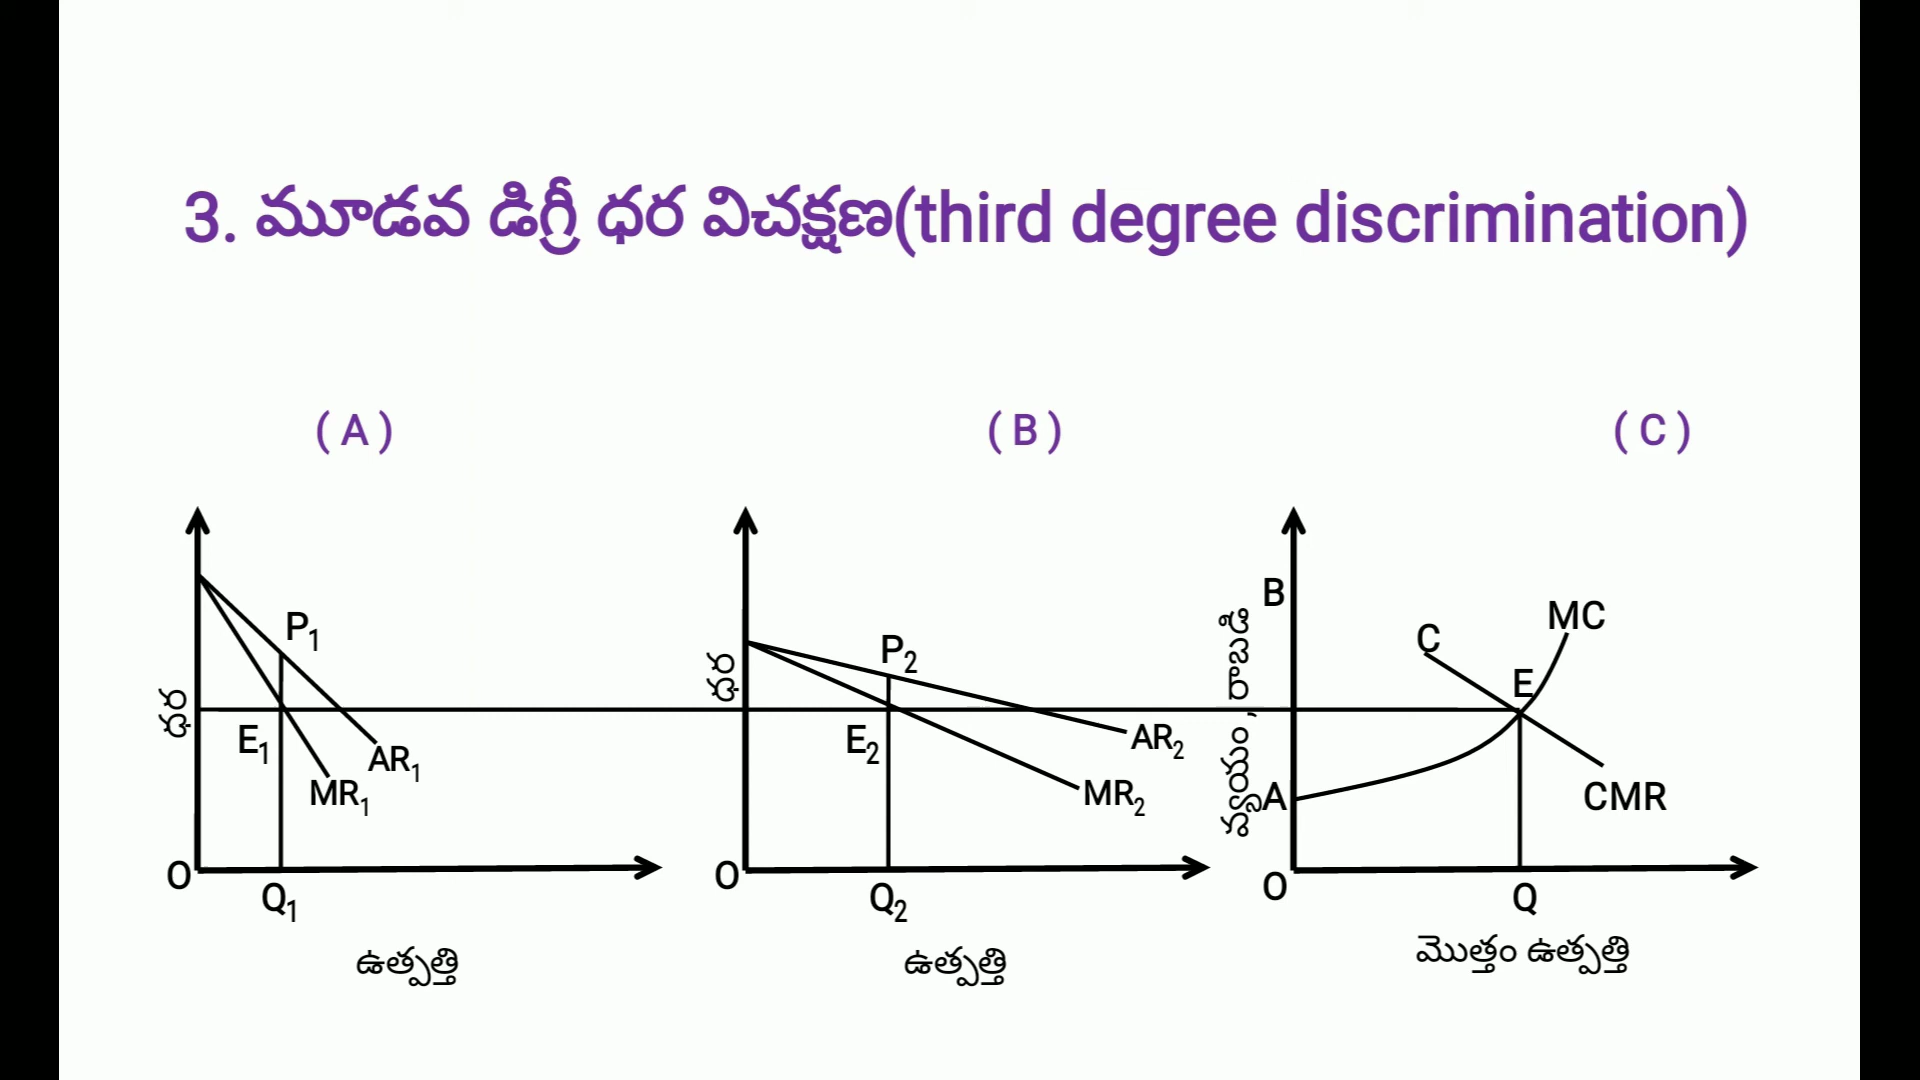 3. మూడవ డిగ్రీ ధర విచక్షణ(third degree discrimination)
( A )
( B )
( C )
ధర
P1
E1
AR1
MR1
O
Q1
ఉత్పత్తి
ధర
P2
E2
AR2
MR2
O
Q2
ఉత్పత్తి
వ్యయం , రాబడి
B
C
MC
E
A
CMR
O
Q
మొత్తం ఉత్పత్తి